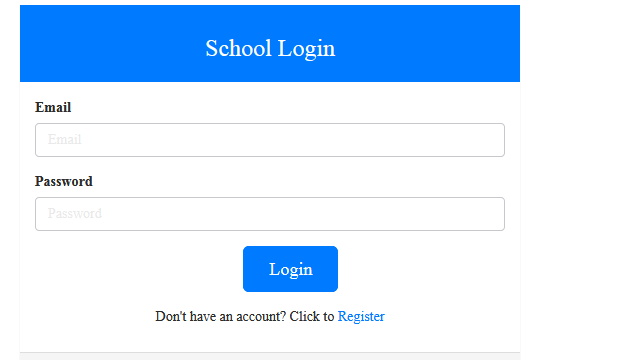 School Login
Email
Email
Password
Password
Login
Don't have an account? Click to Register